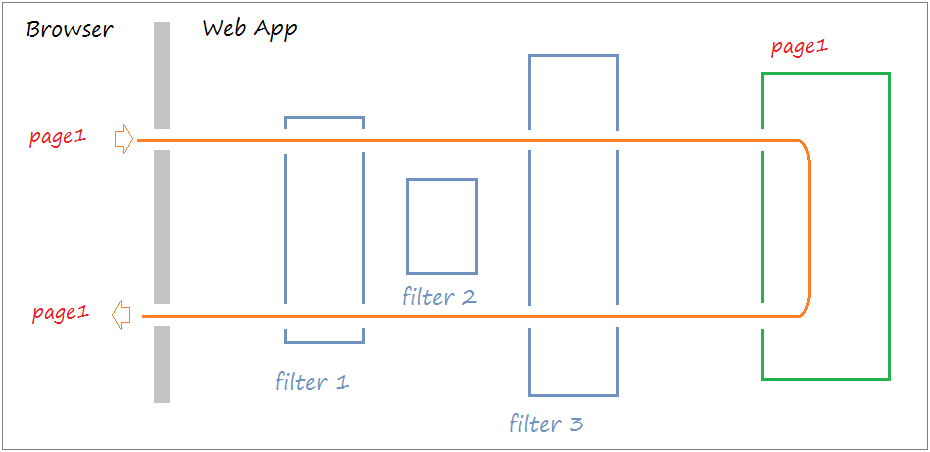 Browser
Web App
page1
page1
page1
filter 2
filter 1
filter 3